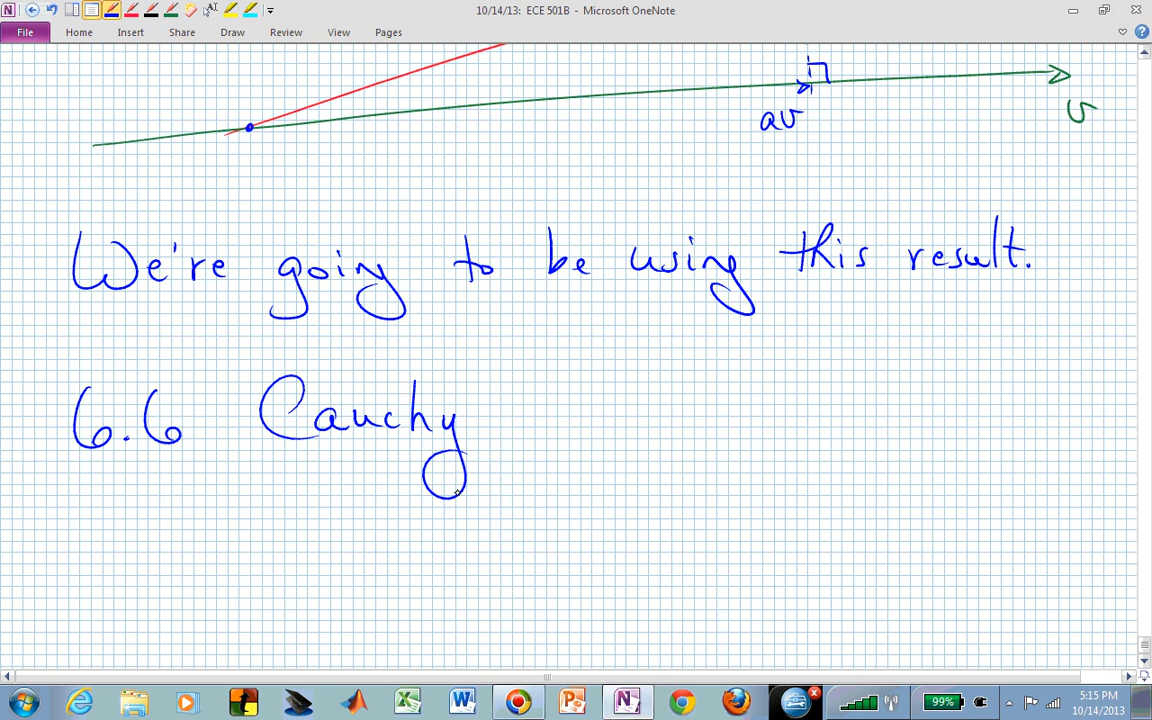 10/14/13: ECE 501B - Microsoft OneNote
File Home Insert Share Draw Review View Pages
av
v
We're going to be using this result.
6.6 Cauchy
99%
5:15 PM
10/14/2013